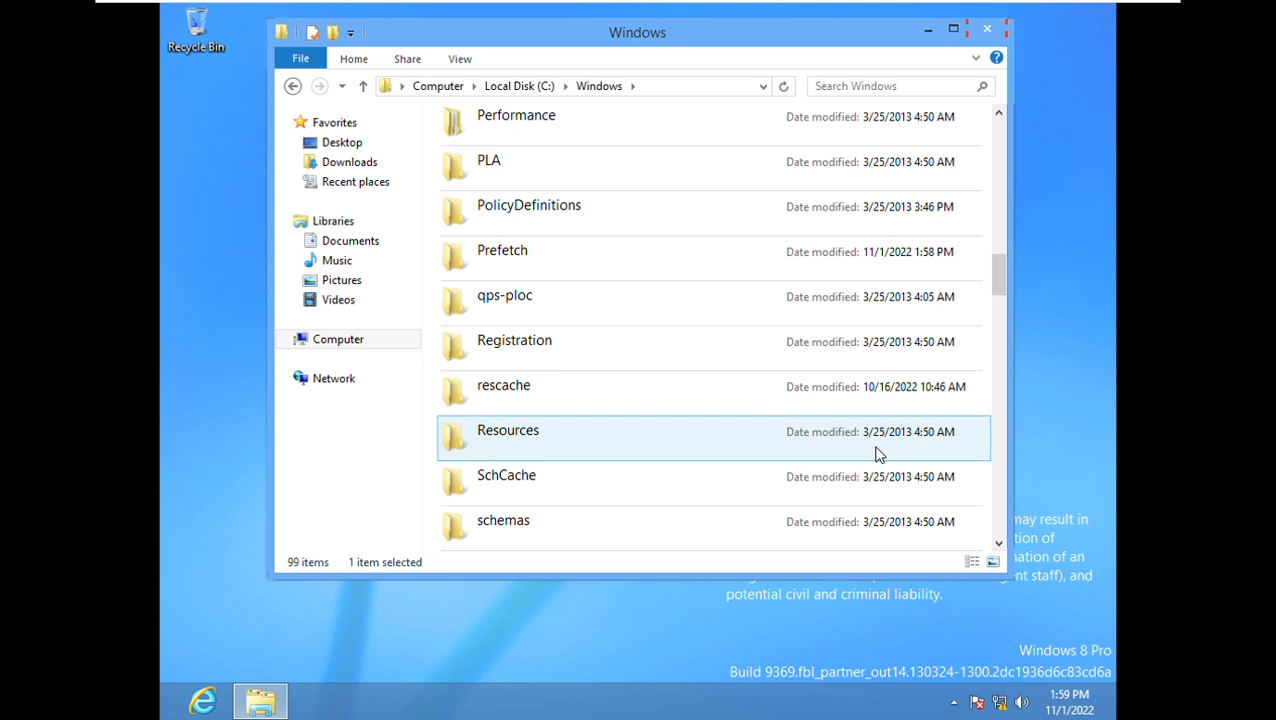 Recycle Bin
Windows
File
Home
Share
View
Computer
Local Disk (C:)
Windows
Search Windows
Favorites
Desktop
Downloads
Recent places
Libraries
Documents
Music
Pictures
Videos
Computer
Network
Performance Date modified: 3/25/2013 4:50 AM
PLA Date modified: 3/25/2013 4:50 AM
PolicyDefinitions Date modified: 3/25/2013 3:46 PM
Prefetch Date modified: 11/1/2022 1:58 PM
qps-ploc Date modified: 3/25/2013 4:05 AM
Registration Date modified: 3/25/2013 4:50 AM
rescache Date modified: 10/16/2022 10:46 AM
Resources Date modified: 3/25/2013 4:50 AM
SchCache Date modified: 3/25/2013 4:50 AM
schemas Date modified: 3/25/2013 4:50 AM
99 items 1 item selected
may result in
tion of
nation of an
gent staff), and
potential civil and criminal liability.
Windows 8 Pro
Build 9369.fbl_partner_out14.130324-1300.2dc1936d6c83cd6a
1:59 PM
11/1/2022